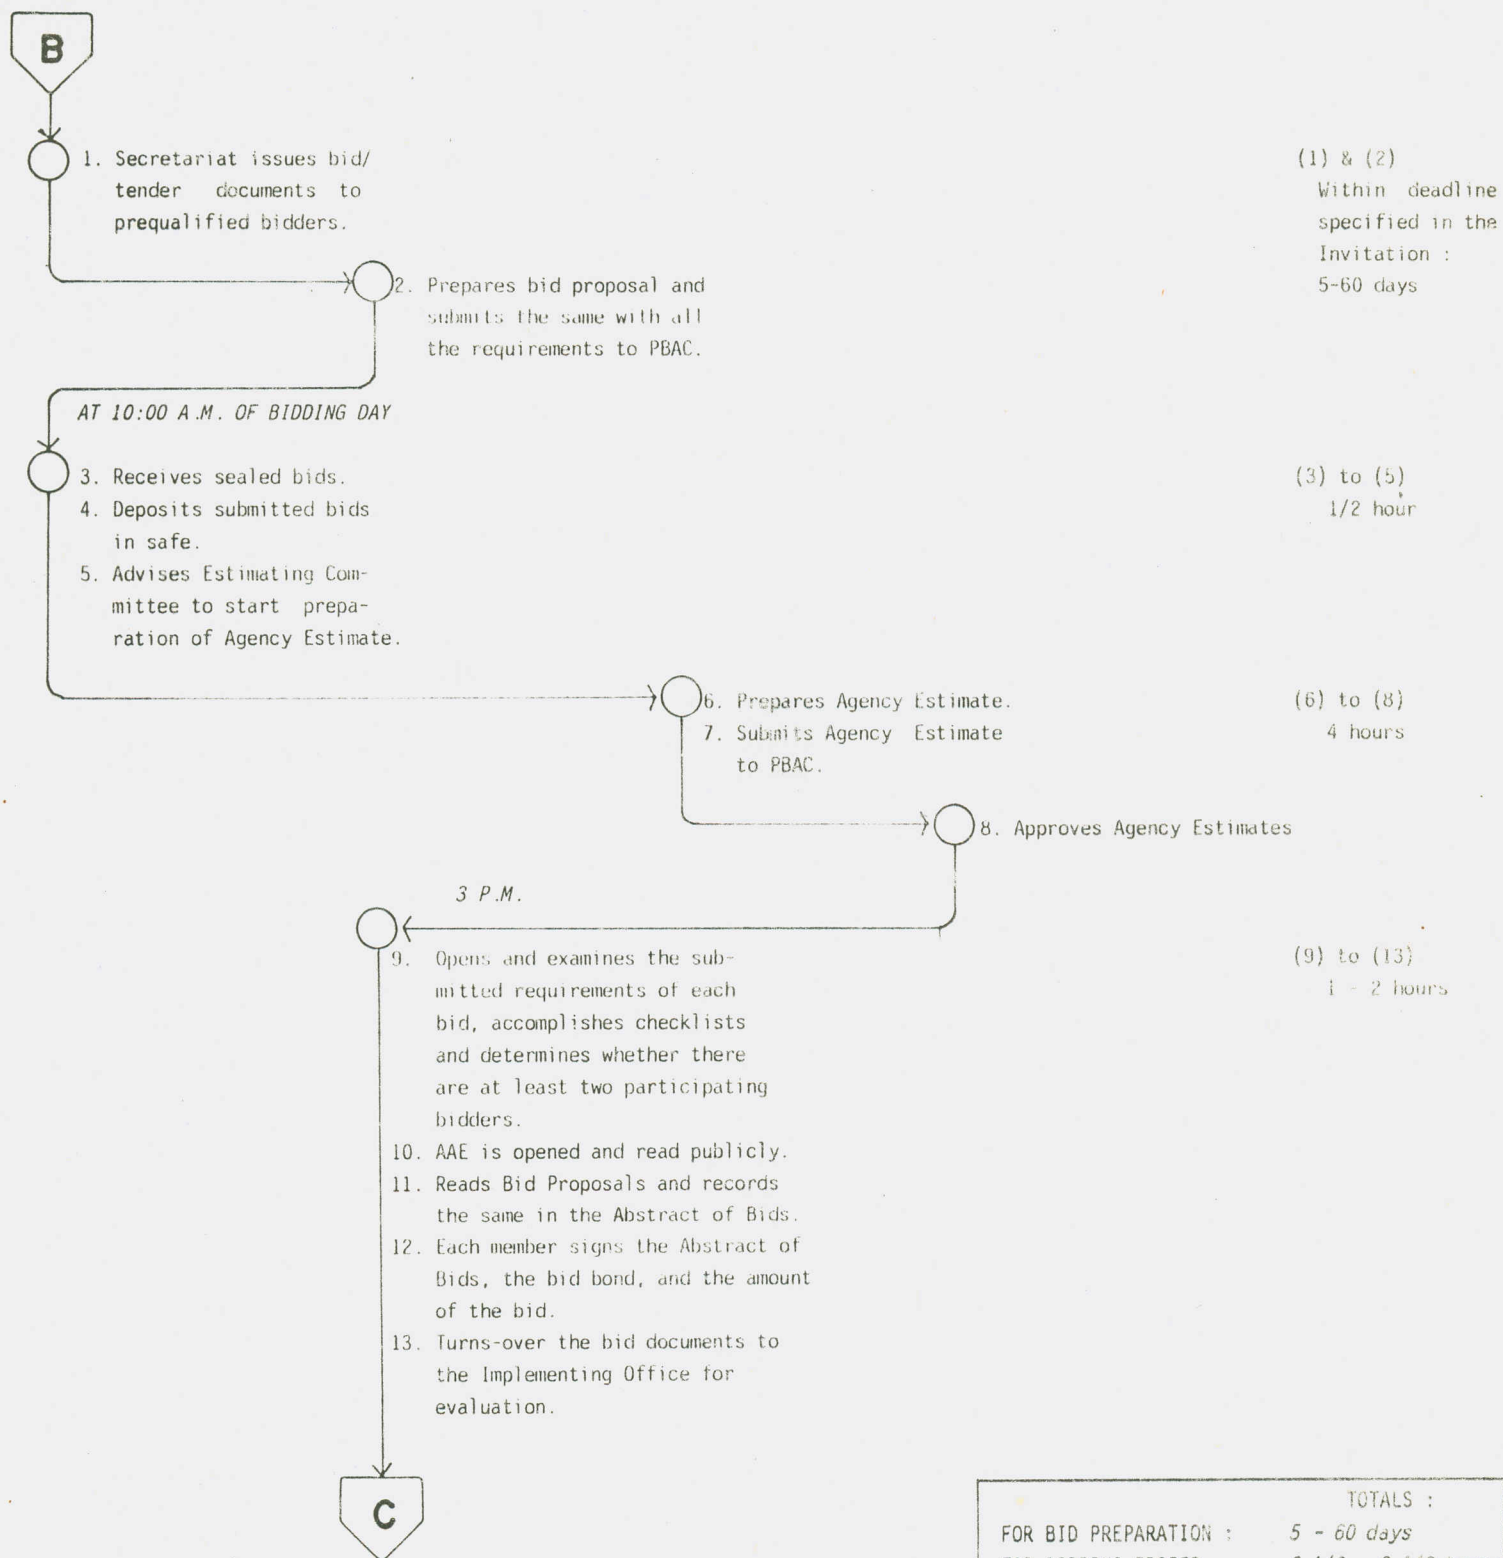 B
1. Secretariat issues bid/
tender documents to
prequalified bidders.
(1) & (2)
Within deadline
specified in the
Invitation :
5-60 days
2. Prepares bid proposal and
submits the same with all
the requirements to PBAC.
AT 10:00 A.M. OF BIDDING DAY
3. Receives sealed bids.
4. Deposits submitted bids
in safe.
5. Advises Estimating Com-
mittee to start prepa-
ration of Agency Estimate.
(3) to (5)
1/2 hour
6. Prepares Agency Estimate.
7. Submits Agency Estimate
to PBAC.
(6) to (8)
4 hours
8. Approves Agency Estimates
3 P.M.
9. Opens and examines the sub-
mitted requirements of each
bid, accomplishes checklists
and determines whether there
are at least two participating
bidders.
10. AAE is opened and read publicly.
11. Reads Bid Proposals and records
the same in the Abstract of Bids.
12. Each member signs the Abstract of
Bids, the bid bond, and the amount
of the bid.
13. Turns-over the bid documents to
the Implementing Office for
evaluation.
(9) to (13)
1 - 2 hours
C
TOTALS :
FOR BID PREPARATION : 5 - 60 days